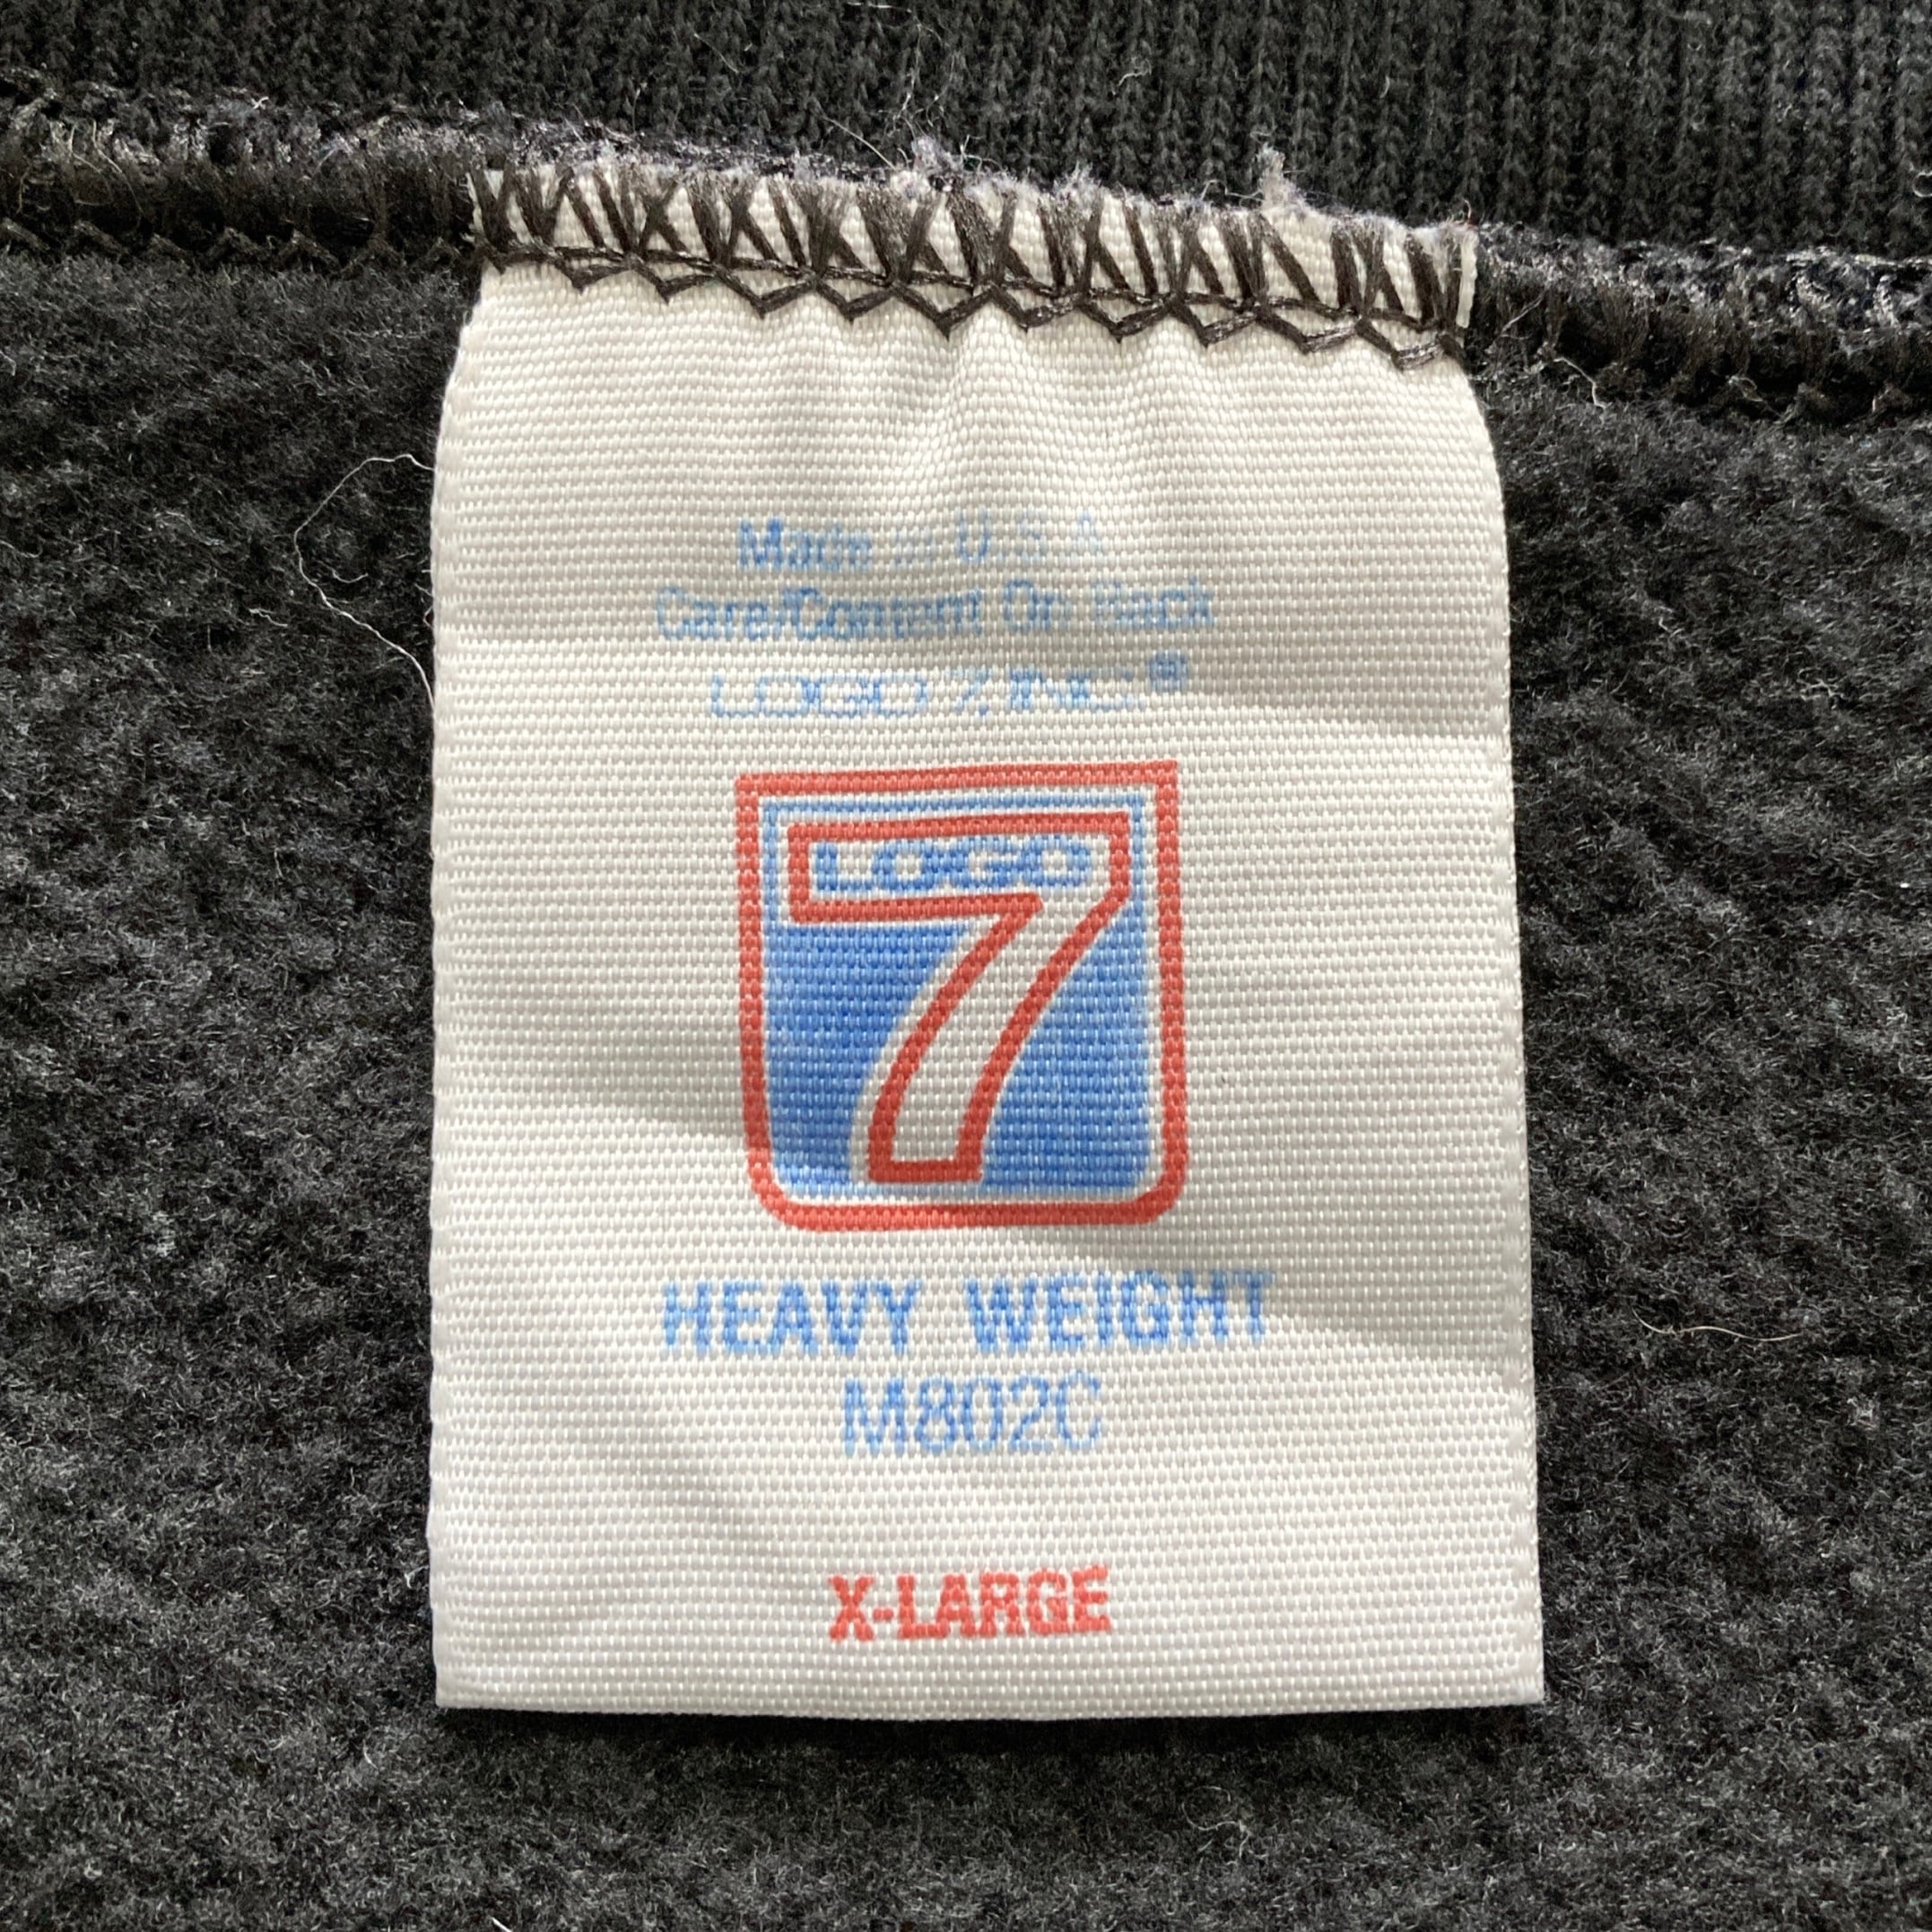 Made in U.S.A
Care/Content On Back
LOGO 7, INC.®
LOGO
7
HEAVY WEIGHT
M802C
X-LARGE